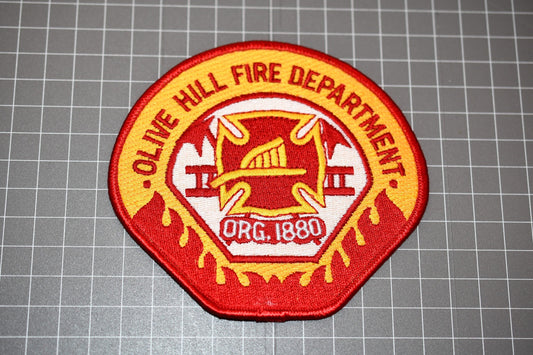 · OLIVE HILL FIRE DEPARTMENT ·
ORG. 1880